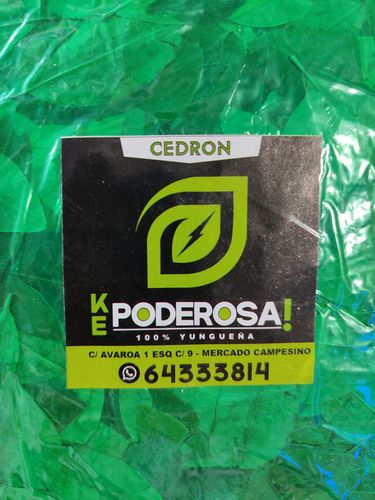 CEDRON
KE PODEROSA!
100% YUNGUEÑA
C/ AVAROA 1 ESQ C/ 9 - MERCADO CAMPESINO
64333814